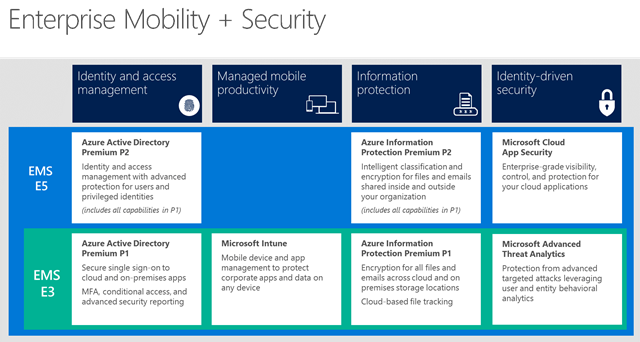 Enterprise Mobility + Security
Identity and access
management
Managed mobile
productivity
Information
protection
Identity-driven
security
EMS
E5
Azure Active Directory
Premium P2
Identity and access
management with advanced
protection for users and
privileged identities
(includes all capabilities in P1)
Azure Information
Protection Premium P2
Intelligent classification and
encryption for files and emails
shared inside and outside
your organization
(includes all capabilities in P1)
Microsoft Cloud
App Security
Enterprise-grade visibility,
control, and protection for
your cloud applications
EMS
E3
Azure Active Directory
Premium P1
Secure single sign-on to
cloud and on-premises apps
MFA, conditional access, and
advanced security reporting
Microsoft Intune
Mobile device and app
management to protect
corporate apps and data on
any device
Azure Information
Protection Premium P1
Encryption for all files and
emails across cloud and on
premises storage locations
Cloud-based file tracking
Microsoft Advanced
Threat Analytics
Protection from advanced
targeted attacks leveraging
user and entity behavioral
analytics